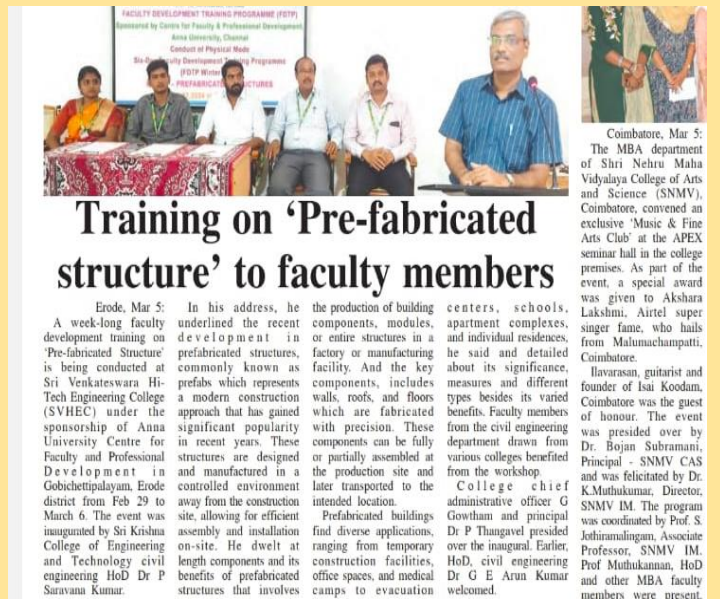 FACULTY DEVELOPMENT TRAINING PROGRAMME (FDTP)
Sponsored by Centre for Faculty & Professional Development,
Anna University, Chennai
Conduct of Physical Mode
Training Programme
(FDTP Winter
Training on ‘Pre-fabricated
structure’ to faculty members
Erode, Mar 5:
A week-long faculty
development training on
‘Pre-fabricated Structure’
is being conducted at
Sri Venkateswara Hi-
Tech Engineering College
(SVHEC) under the
sponsorship of Anna
University Centre for
Faculty and Professional
Development in
Gobichettipalayam, Erode
district from Feb 29 to
March 6. The event was
inaugurated by Sri Krishna
College of Engineering
and Technology civil
engineering HoD Dr P
Saravana Kumar.
In his address, he
underlined the recent
development in
prefabricated structures,
commonly known as
prefabs which represents
a modern construction
approach that has gained
significant popularity
in recent years. These
structures are designed
and manufactured in a
controlled environment
away from the construction
site, allowing for efficient
assembly and installation
on-site. He dwelt at
length components and its
benefits of prefabricated
structures that involves
the production of building
components, modules,
or entire structures in a
factory or manufacturing
facility. And the key
components, includes
walls, roofs, and floors
which are fabricated
with precision. These
components can be fully
or partially assembled at
the production site and
later transported to the
intended location.
Prefabricated buildings
find diverse applications,
ranging from temporary
construction facilities,
office spaces, and medical
camps to evacuation
centers, schools,
apartment complexes,
and individual residences,
he said and detailed
about its significance,
measures and different
types besides its varied
benefits. Faculty members
from the civil engineering
department drawn from
various colleges benefited
from the workshop.
College chief
administrative officer G
Gowtham and principal
Dr P Thangavel presided
over the inaugural. Earlier,
HoD, civil engineering
Dr G E Arun Kumar
welcomed.
Coimbatore, Mar 5:
The MBA department
of Shri Nehru Maha
Vidyalaya College of Arts
and Science (SNMV),
Coimbatore, convened an
exclusive ‘Music & Fine
Arts Club’ at the APEX
seminar hall in the college
premises. As part of the
event, a special award
was given to Akshara
Lakshmi, Airtel super
singer fame, who hails
from Malumachampatti,
Coimbatore.
Ilavarasan, guitarist and
founder of Isai Koodam,
Coimbatore was the guest
of honour. The event
was presided over by
Dr. Bojan Subramani,
Principal - SNMV CAS
and was felicitated by Dr.
K.Muthukumar, Director,
SNMV IM. The program
was coordinated by Prof. S.
Jothiramalingam, Associate
Professor, SNMV IM.
Prof Muthukannan, HoD
and other MBA faculty
members were present.